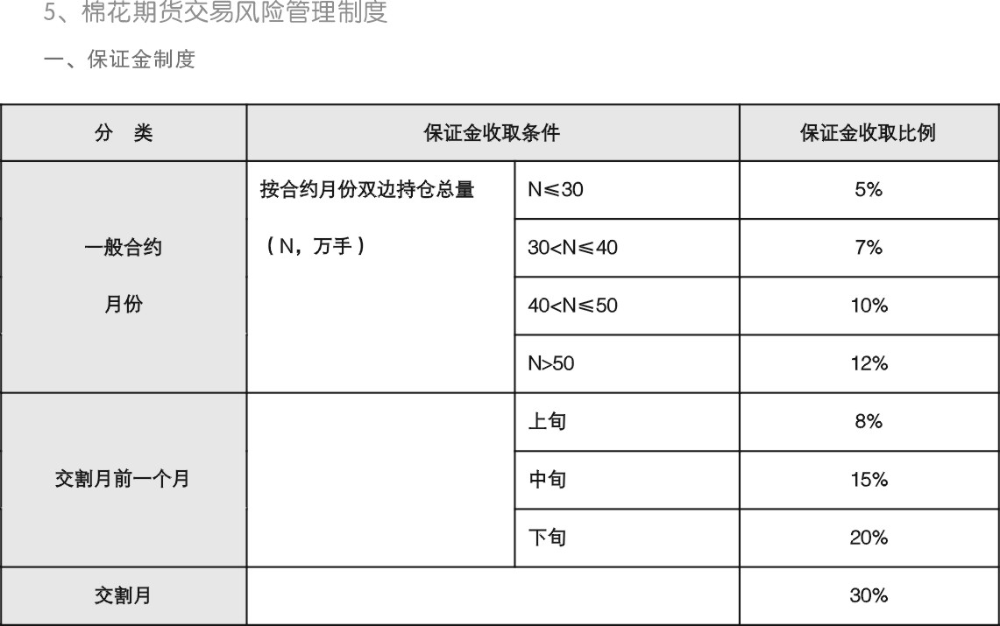 5、棉花期货交易风险管理制度
一、保证金制度
分 类 保证金收取条件 保证金收取比例
按合约月份双边持仓总量 N≤30 5%
一般合约 （N，万手） 30<N≤40 7%
月份 40<N≤50 10%
N>50 12%
上旬 8%
交割月前一个月 中旬 15%
下旬 20%
交割月 30%